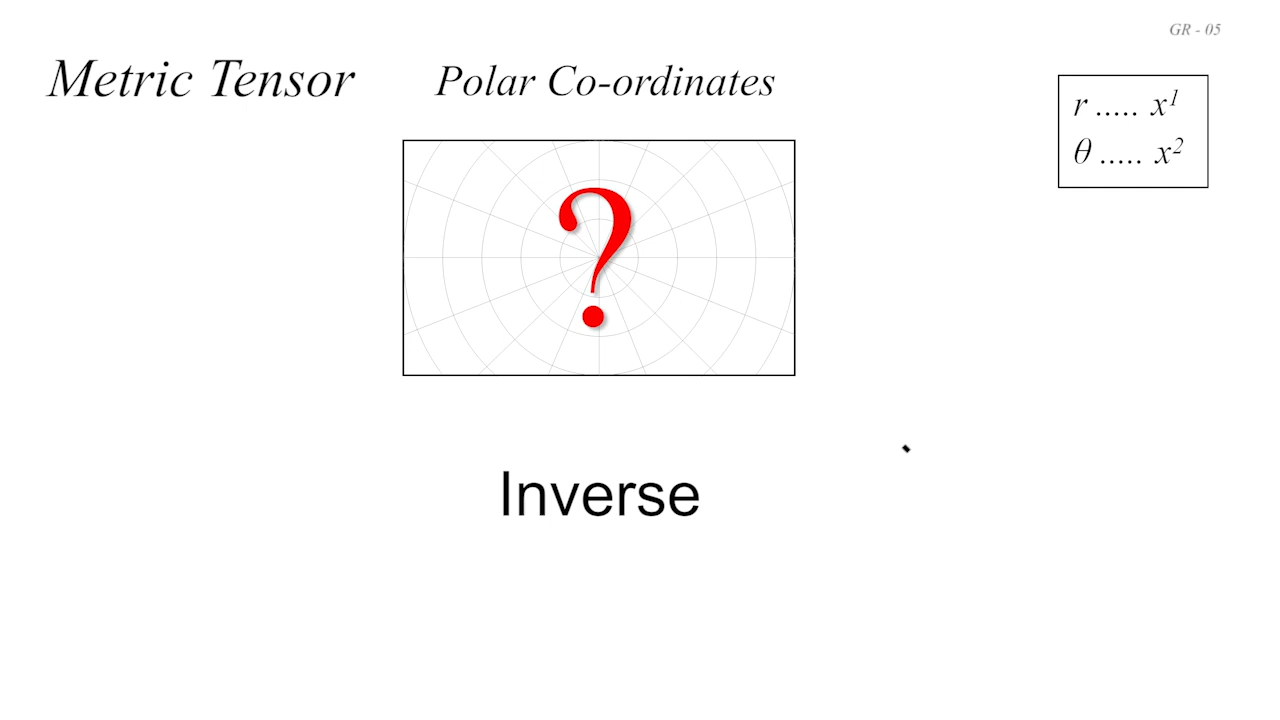 GR - 05
Metric Tensor
Polar Co-ordinates
r ..... x¹
θ ..... x²
?
Inverse